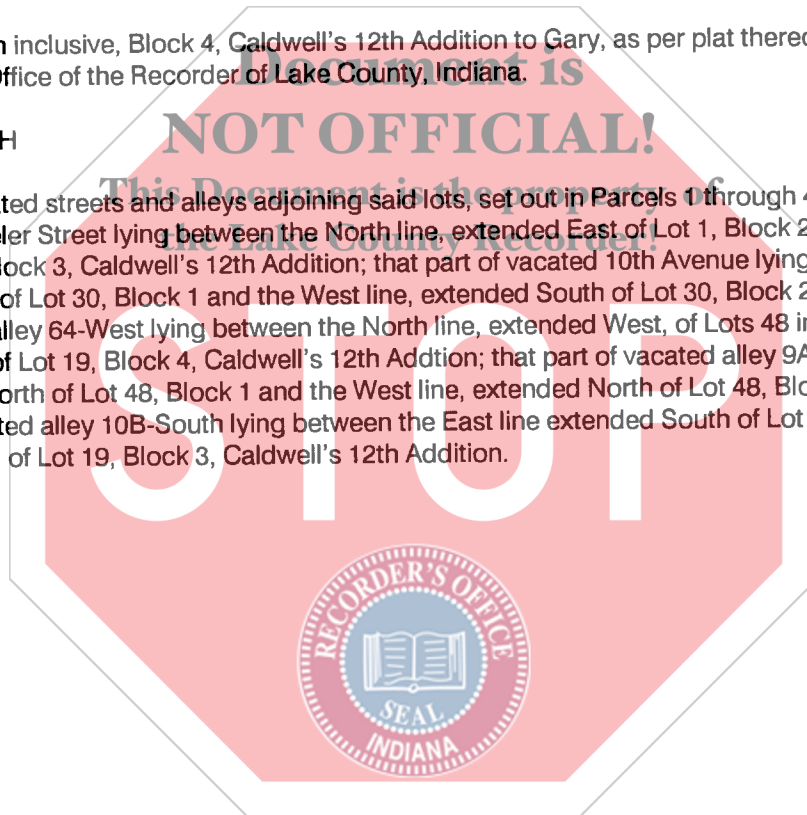 n inclusive, Block 4, Caldwell's 12th Addition to Gary, as per plat thereo
Office of the Recorder of Lake County, Indiana.
Document is
NOT OFFICIAL!
H
This Document is the property of
the Lake County Recorder!
ted streets and alleys adjoining said lots, set out in Parcels 1 through 4
ler Street lying between the North line, extended East of Lot 1, Block 2
lock 3, Caldwell's 12th Addition; that part of vacated 10th Avenue lying
of Lot 30, Block 1 and the West line, extended South of Lot 30, Block 2
alley 64-West lying between the North line, extended West, of Lots 48 in
of Lot 19, Block 4, Caldwell's 12th Addtion; that part of vacated alley 9A
orth of Lot 48, Block 1 and the West line, extended North of Lot 48, Blo
ted alley 10B-South lying between the East line extended South of Lot
of Lot 19, Block 3, Caldwell's 12th Addition.
STOP
RECORDER'S OFFICE
SEAL
INDIANA